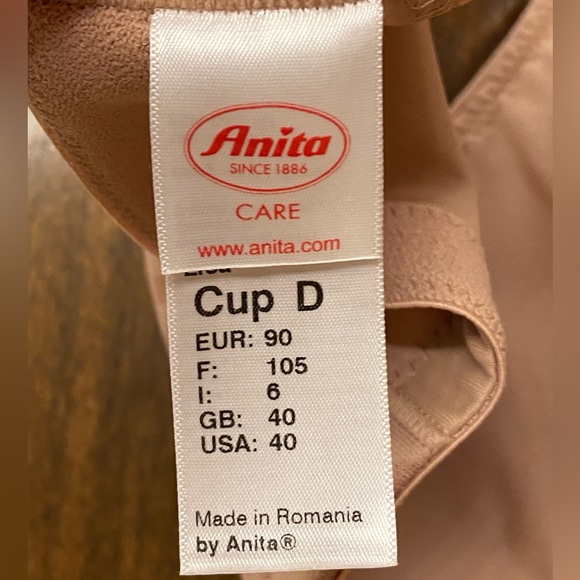 Anita
SINCE 1886
CARE
www.anita.com
Cup D
EUR: 90
F: 105
I: 6
GB: 40
USA: 40
Made in Romania
by Anita®